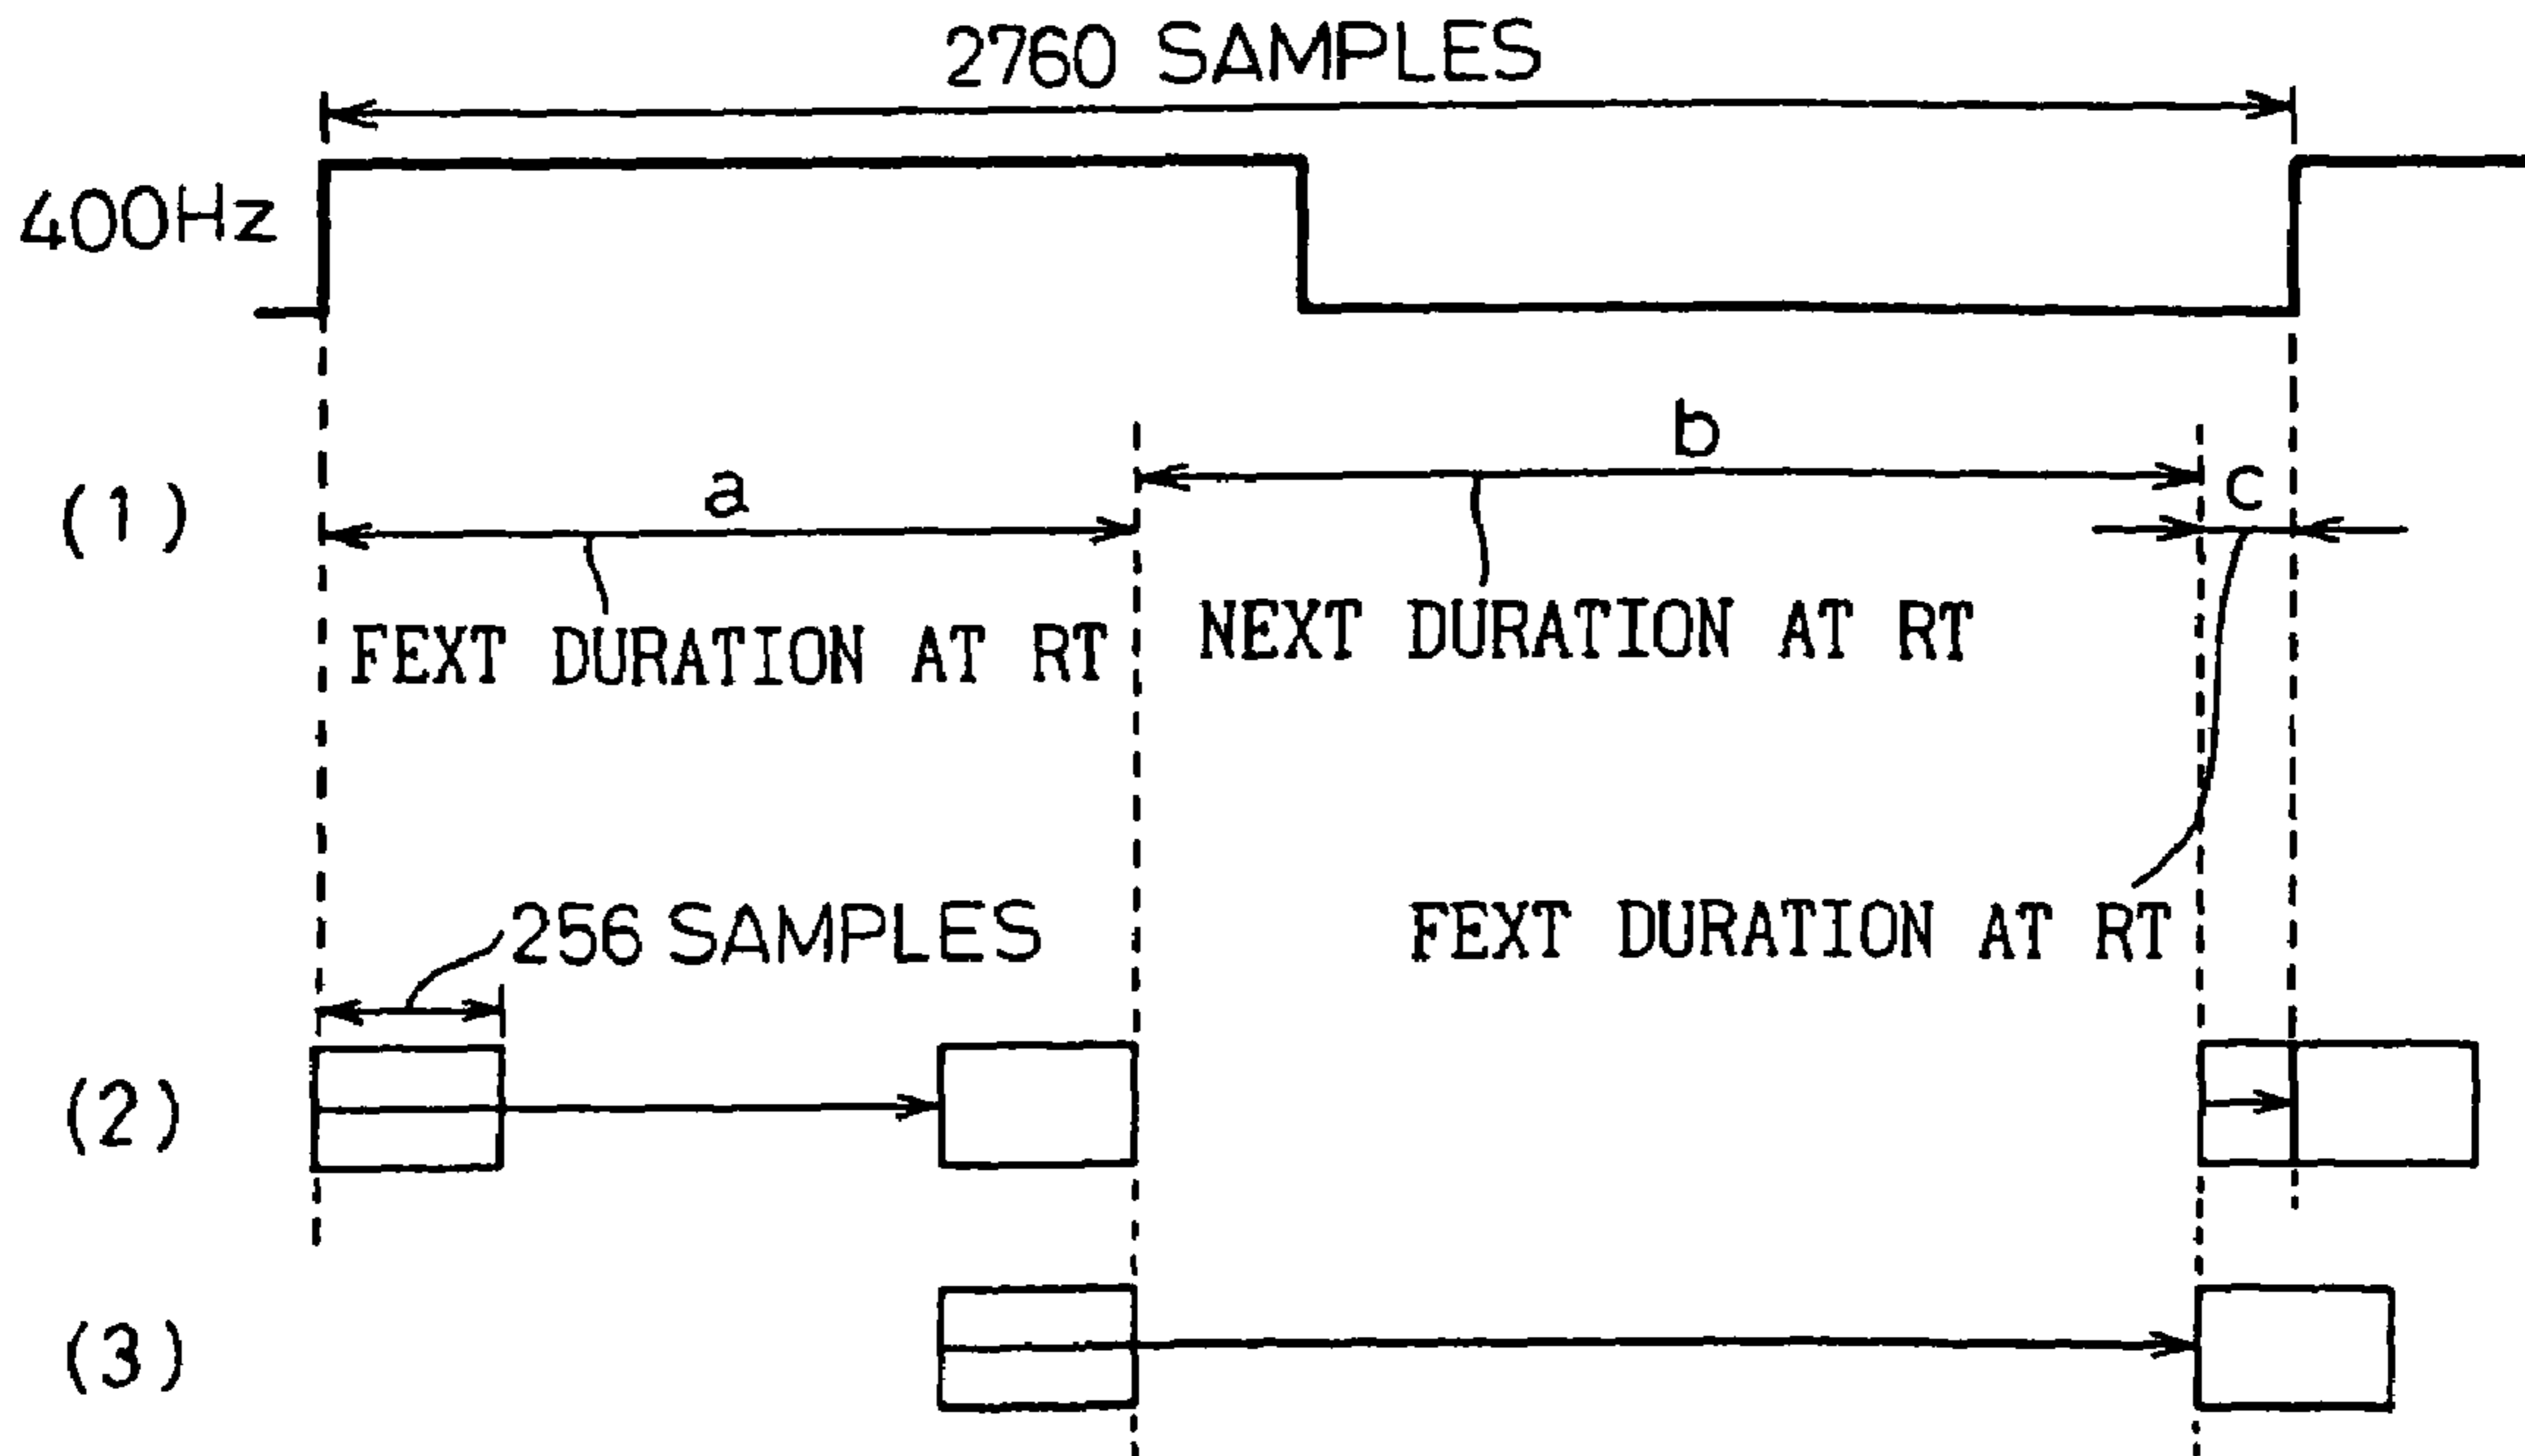 2760 SAMPLES
400Hz
(1)
a
b
c
FEXT DURATION AT RT
NEXT DURATION AT RT
FEXT DURATION AT RT
256 SAMPLES
(2)
(3)